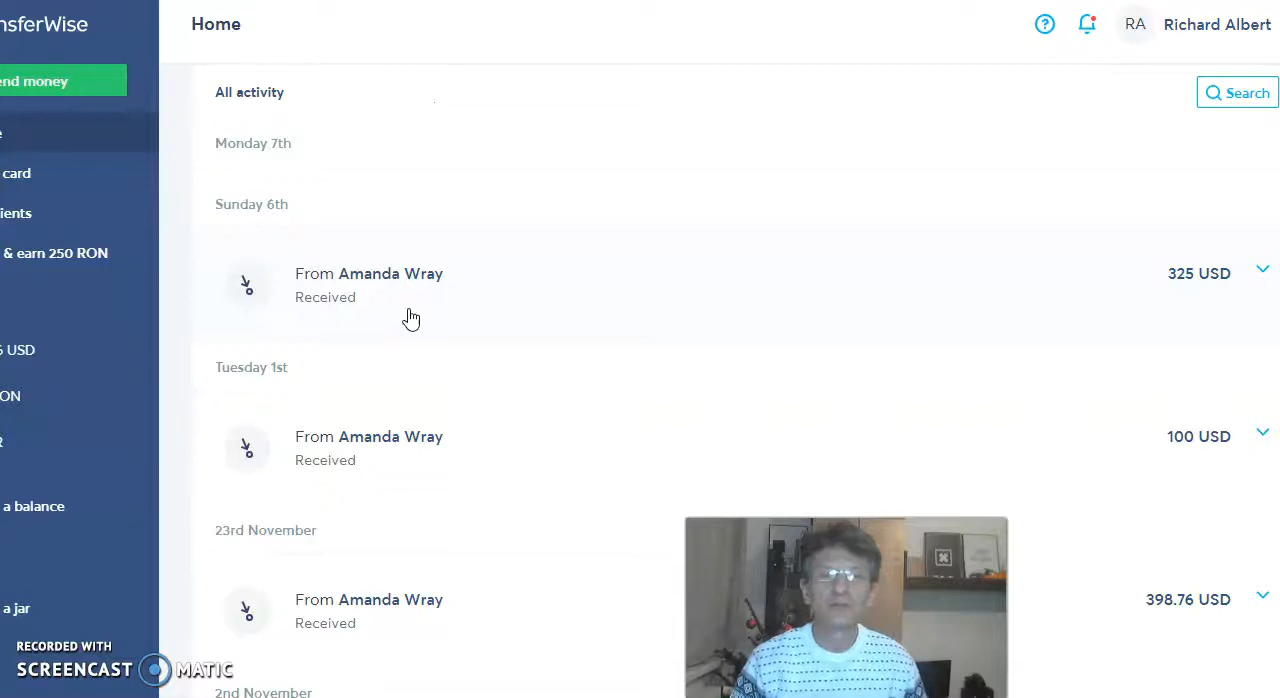 nsferWise
Home
RA
Richard Albert
end money
All activity
Search
e
Monday 7th
card
Sunday 6th
ients
& earn 250 RON
From Amanda Wray
325 USD
Received
6 USD
Tuesday 1st
ON
R
From Amanda Wray
100 USD
Received
a balance
23rd November
From Amanda Wray
398.76 USD
a jar
Received
RECORDED WITH
SCREENCAST MATIC
2nd November